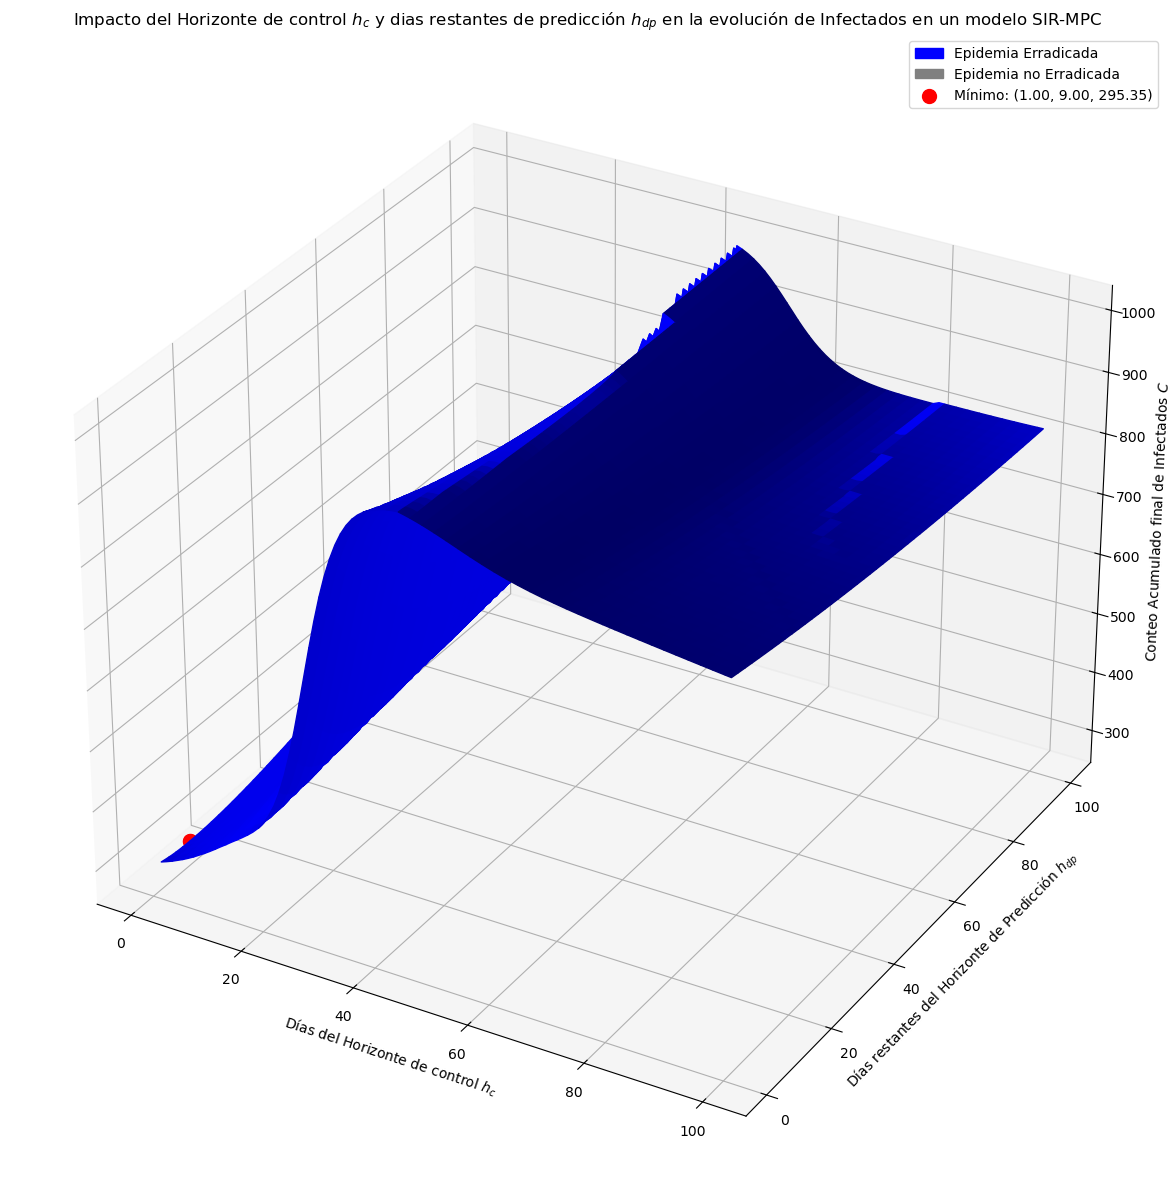 Impacto del Horizonte de control $h_c$ y dias restantes de predicción $h_{dp}$ en la evolución de Infectados en un modelo SIR-MPC
Epidemia Erradicada
Epidemia no Erradicada
Mínimo: (1.00, 9.00, 295.35)
1000
900
800
700
600
500
400
300
Conteo Acumulado final de Infectados $C$
100
80
60
40
20
0
Días restantes del Horizonte de Predicción $h_{dp}$
0
20
40
60
80
100
Días del Horizonte de control $h_c$